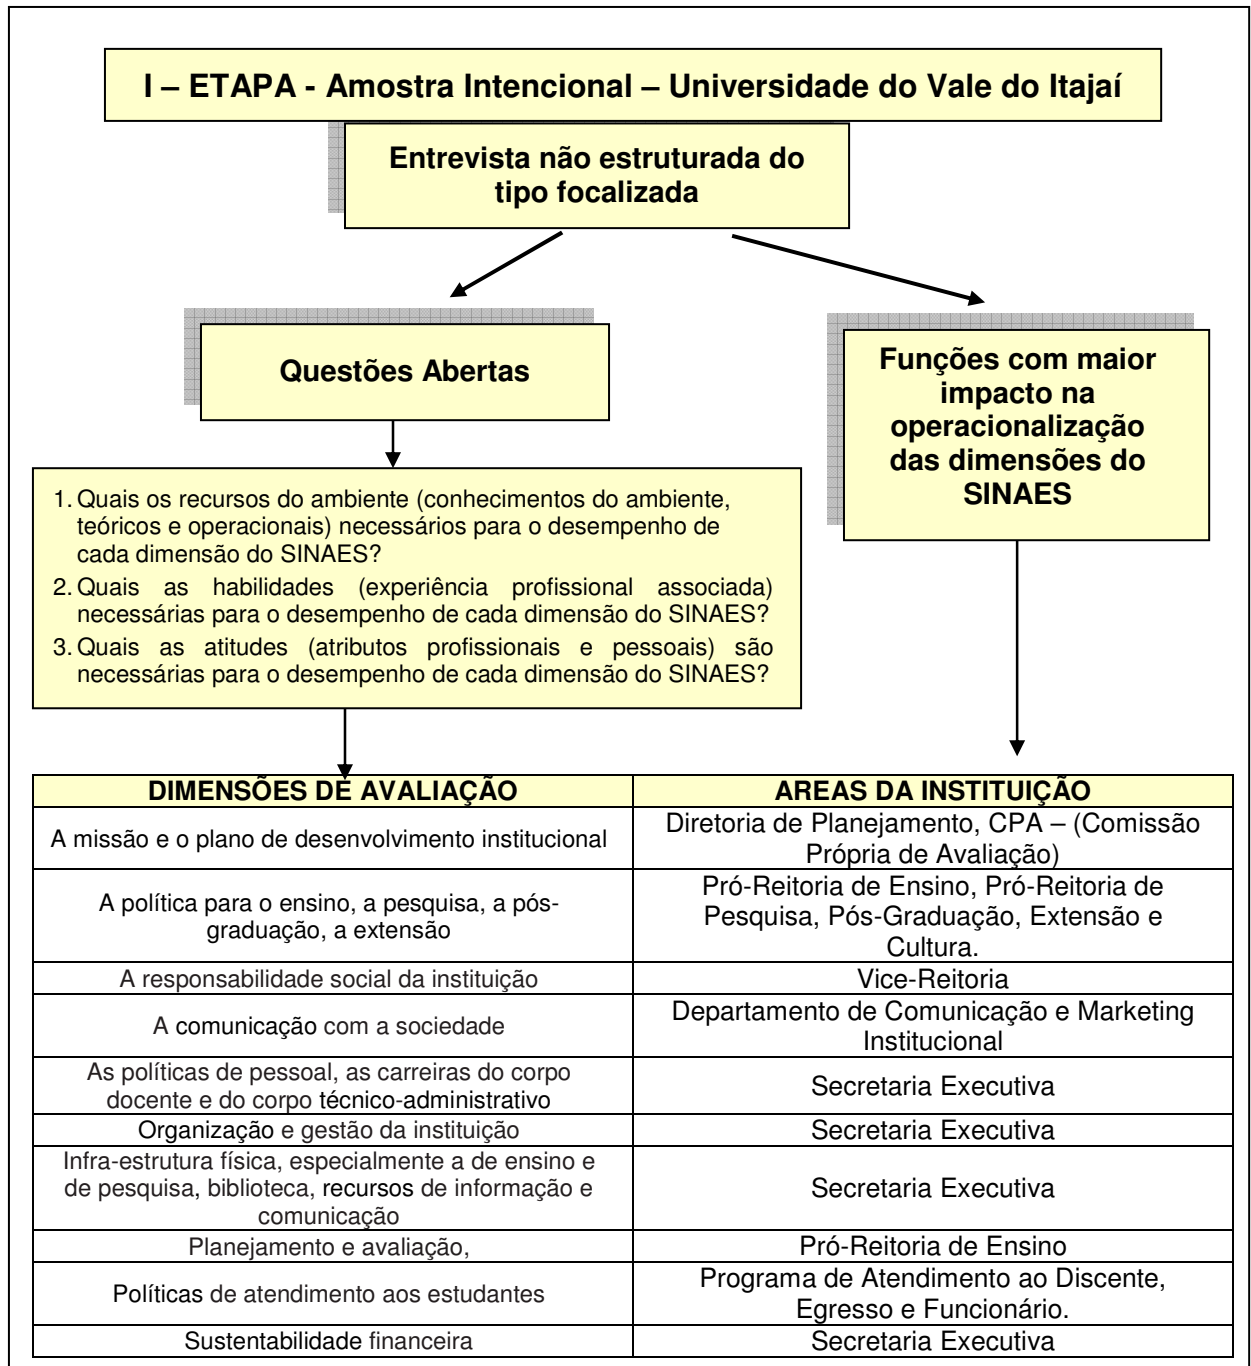 I – ETAPA - Amostra Intencional – Universidade do Vale do Itajaí
Entrevista não estruturada do
tipo focalizada
Questões Abertas
Funções com maior
impacto na
operacionalização
das dimensões do
SINAES
1. Quais os recursos do ambiente (conhecimentos do ambiente,
teóricos e operacionais) necessários para o desempenho de
cada dimensão do SINAES?
2. Quais as habilidades (experiência profissional associada)
necessárias para o desempenho de cada dimensão do SINAES?
3. Quais as atitudes (atributos profissionais e pessoais) são
necessárias para o desempenho de cada dimensão do SINAES?
DIMENSÕES DE AVALIAÇÃO
AREAS DA INSTITUIÇÃO
A missão e o plano de desenvolvimento institucional
Diretoria de Planejamento, CPA – (Comissão
Própria de Avaliação)
A política para o ensino, a pesquisa, a pós-
graduação, a extensão
Pró-Reitoria de Ensino, Pró-Reitoria de
Pesquisa, Pós-Graduação, Extensão e
Cultura.
A responsabilidade social da instituição
Vice-Reitoria
A comunicação com a sociedade
Departamento de Comunicação e Marketing
Institucional
As políticas de pessoal, as carreiras do corpo
docente e do corpo técnico-administrativo
Secretaria Executiva
Organização e gestão da instituição
Secretaria Executiva
Infra-estrutura física, especialmente a de ensino e
de pesquisa, biblioteca, recursos de informação e
comunicação
Secretaria Executiva
Planejamento e avaliação,
Pró-Reitoria de Ensino
Políticas de atendimento aos estudantes
Programa de Atendimento ao Discente,
Egresso e Funcionário.
Sustentabilidade financeira
Secretaria Executiva